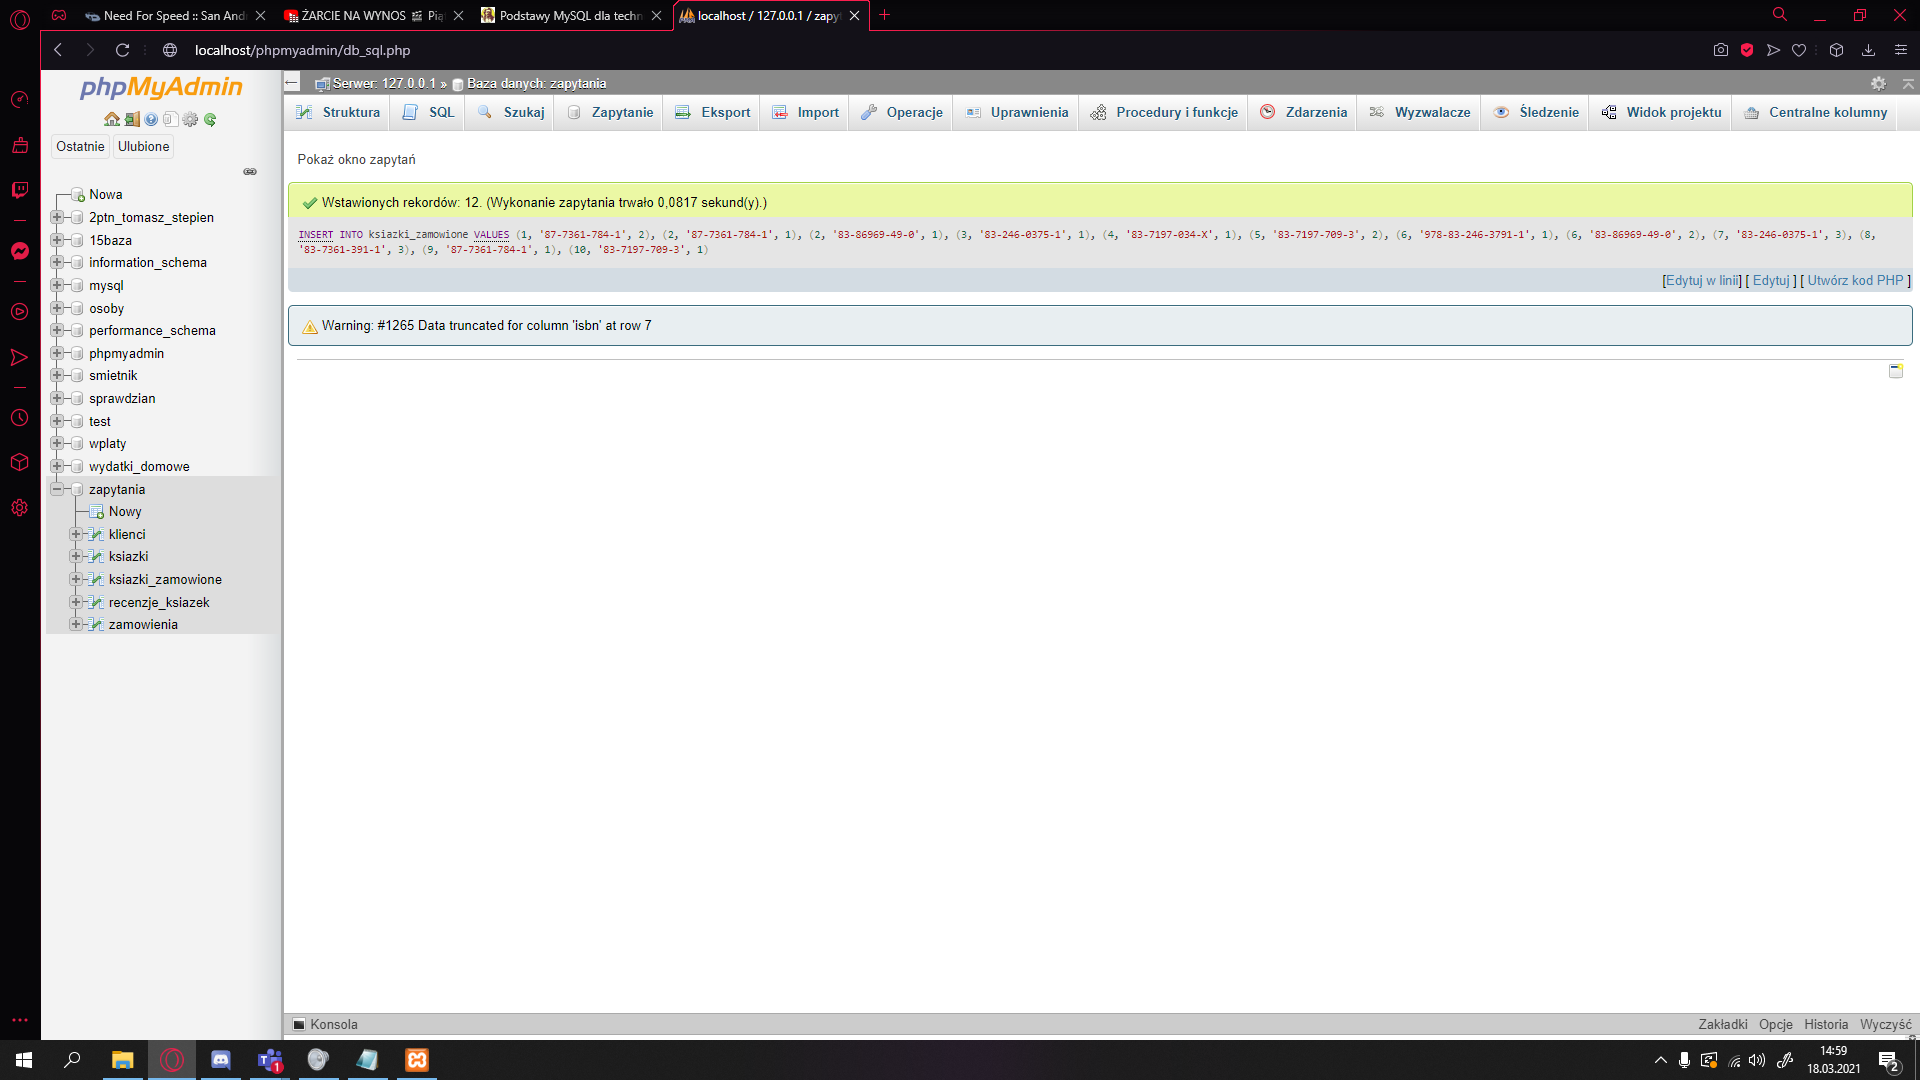 Need For Speed :: San And
ŻARCIE NA WYNOS 🎬 Pią
Podstawy MySQL dla techn
localhost / 127.0.0.1 / zapyt
localhost/phpmyadmin/db_sql.php
phpMyAdmin
Ostatnie
Ulubione
Nowa
2ptn_tomasz_stepien
15baza
information_schema
mysql
osoby
performance_schema
phpmyadmin
smietnik
sprawdzian
test
wplaty
wydatki_domowe
zapytania
Nowy
klienci
ksiazki
ksiazki_zamowione
recenzje_ksiazek
zamowienia
Serwer: 127.0.0.1 » Baza danych: zapytania
Struktura SQL Szukaj Zapytanie Eksport Import Operacje Uprawnienia Procedury i funkcje Zdarzenia Wyzwalacze Śledzenie Widok projektu Centralne kolumny
Pokaż okno zapytań
Wstawionych rekordów: 12. (Wykonanie zapytania trwało 0,0817 sekund(y).)
INSERT INTO ksiazki_zamowione VALUES (1, '87-7361-784-1', 2), (2, '87-7361-784-1', 1), (2, '83-86969-49-0', 1), (3, '83-246-0375-1', 1), (4, '83-7197-034-X', 1), (5, '83-7197-709-3', 2), (6, '978-83-246-3791-1', 1), (6, '83-86969-49-0', 2), (7, '83-246-0375-1', 3), (8,
'83-7361-391-1', 3), (9, '87-7361-784-1', 1), (10, '83-7197-709-3', 1)
[Edytuj w linii] [ Edytuj ] [ Utwórz kod PHP ]
Warning: #1265 Data truncated for column 'isbn' at row 7
Konsola
Zakładki Opcje Historia Wyczyść
1
14:59
18.03.2021
2